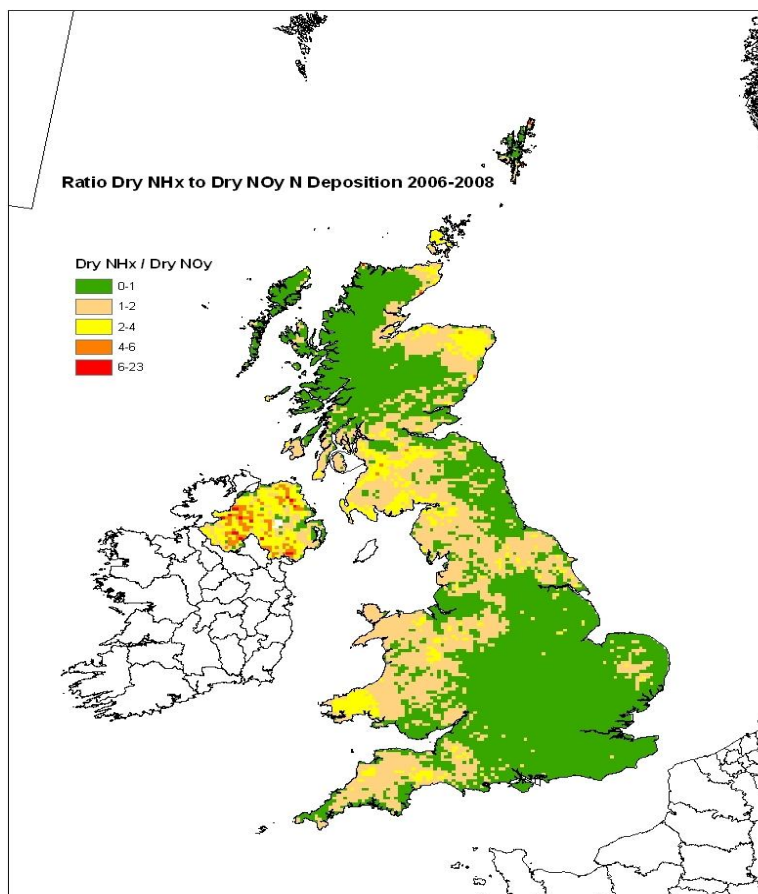 Ratio Dry NHx to Dry NOy N Deposition 2006-2008
Dry NHx / Dry NOy
0-1
1-2
2-4
4-6
6-23